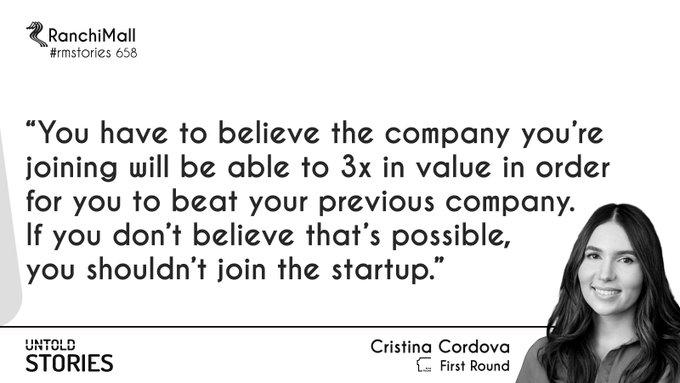 RanchiMall
#rmstories 658
“You have to believe the company you’re
joining will be able to 3x in value in order
for you to beat your previous company.
If you don’t believe that’s possible,
you shouldn’t join the startup.”
UNTOLD
STORIES
Cristina Cordova
First Round